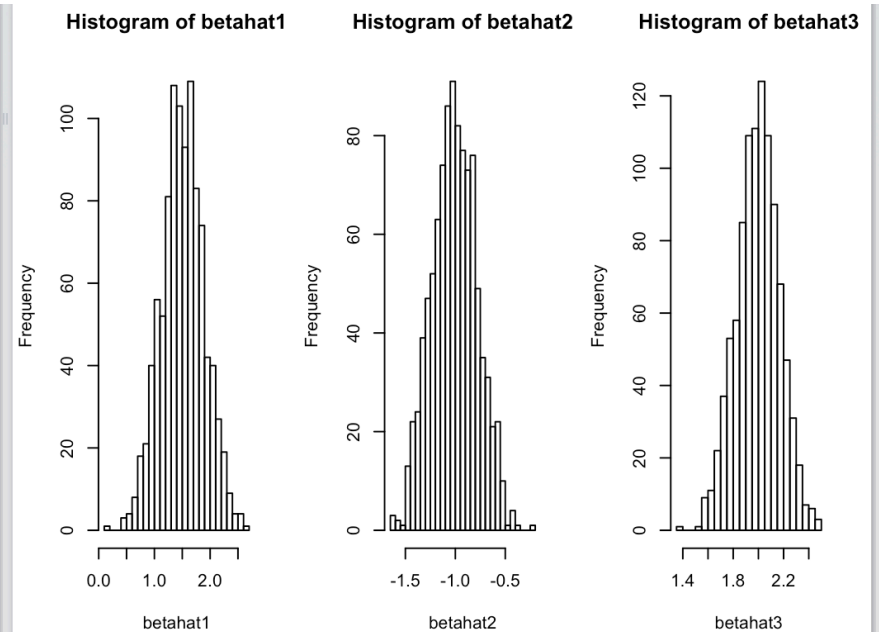 Histogram of betahat1
Frequency
0 20 40 60 80 100
0.0 1.0 2.0
betahat1
Histogram of betahat2
Frequency
0 20 40 60 80
-1.5 -1.0 -0.5
betahat2
Histogram of betahat3
Frequency
0 20 40 60 80 100 120
1.4 1.8 2.2
betahat3